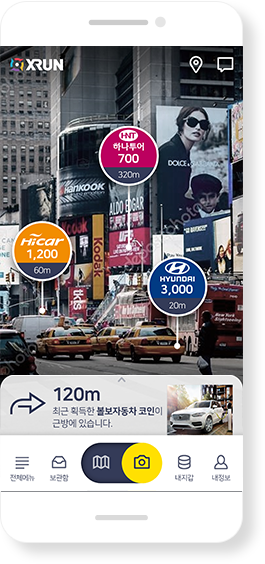 XRUN
HNT
하나투어
700
320m
DOLCE & GABBANA
HANKOOK
ALDO
EDGAR
Hicar
1,200
60m
HYUNDAI
3,000
20m
120m
최근 획득한 볼보자동차 코인이
근방에 있습니다.
전체메뉴
보관함
내지갑
내정보